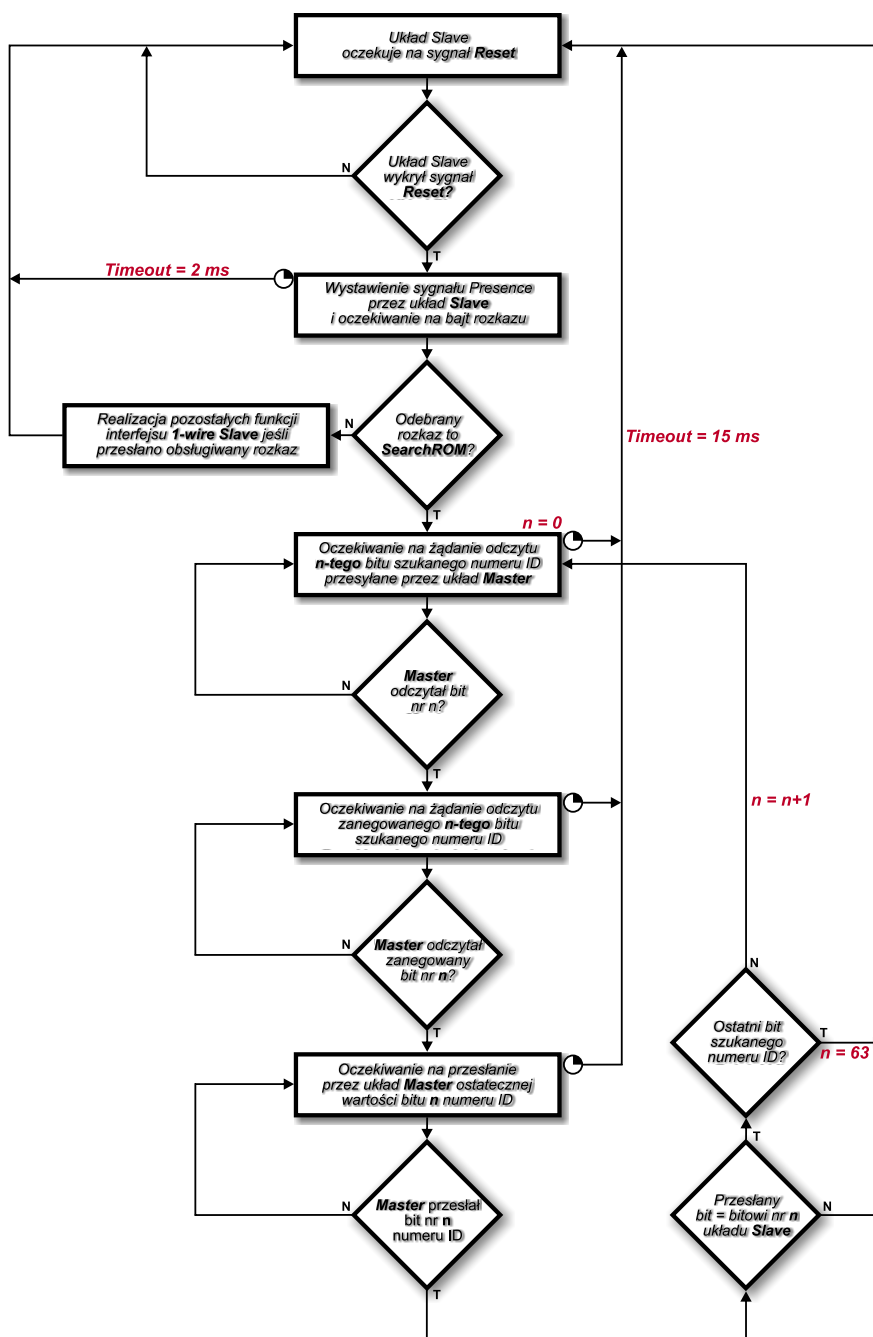 Układ Slave
oczekuje na sygnał Reset
N
Układ Slave
wykrył sygnał
Reset?
T
Timeout = 2 ms
Wystawienie sygnału Presence
przez układ Slave
i oczekiwanie na bajt rozkazu
Realizacja pozostałych funkcji
interfejsu 1-wire Slave jeśli
przesłano obsługiwany rozkaz
N
Odebrany
rozkaz to
SearchROM?
T
Timeout = 15 ms
n = 0
Oczekiwanie na żądanie odczytu
n-tego bitu szukanego numeru ID
przesyłane przez układ Master
N
Master
odczytał bit
nr n?
T
Oczekiwanie na żądanie odczytu
zanegowanego n-tego bitu
szukanego numeru ID
n = n+1
N
Master odczytał
zanegowany
bit nr n?
T
N
Ostatni bit
szukanego
numeru ID?
T
n = 63
Oczekiwanie na przesłanie
przez układ Master ostatecznej
wartości bitu n numeru ID
T
N
Master przesłał
bit nr n
numeru ID
T
Przesłany
bit = bitowi nr n
układu Slave
N